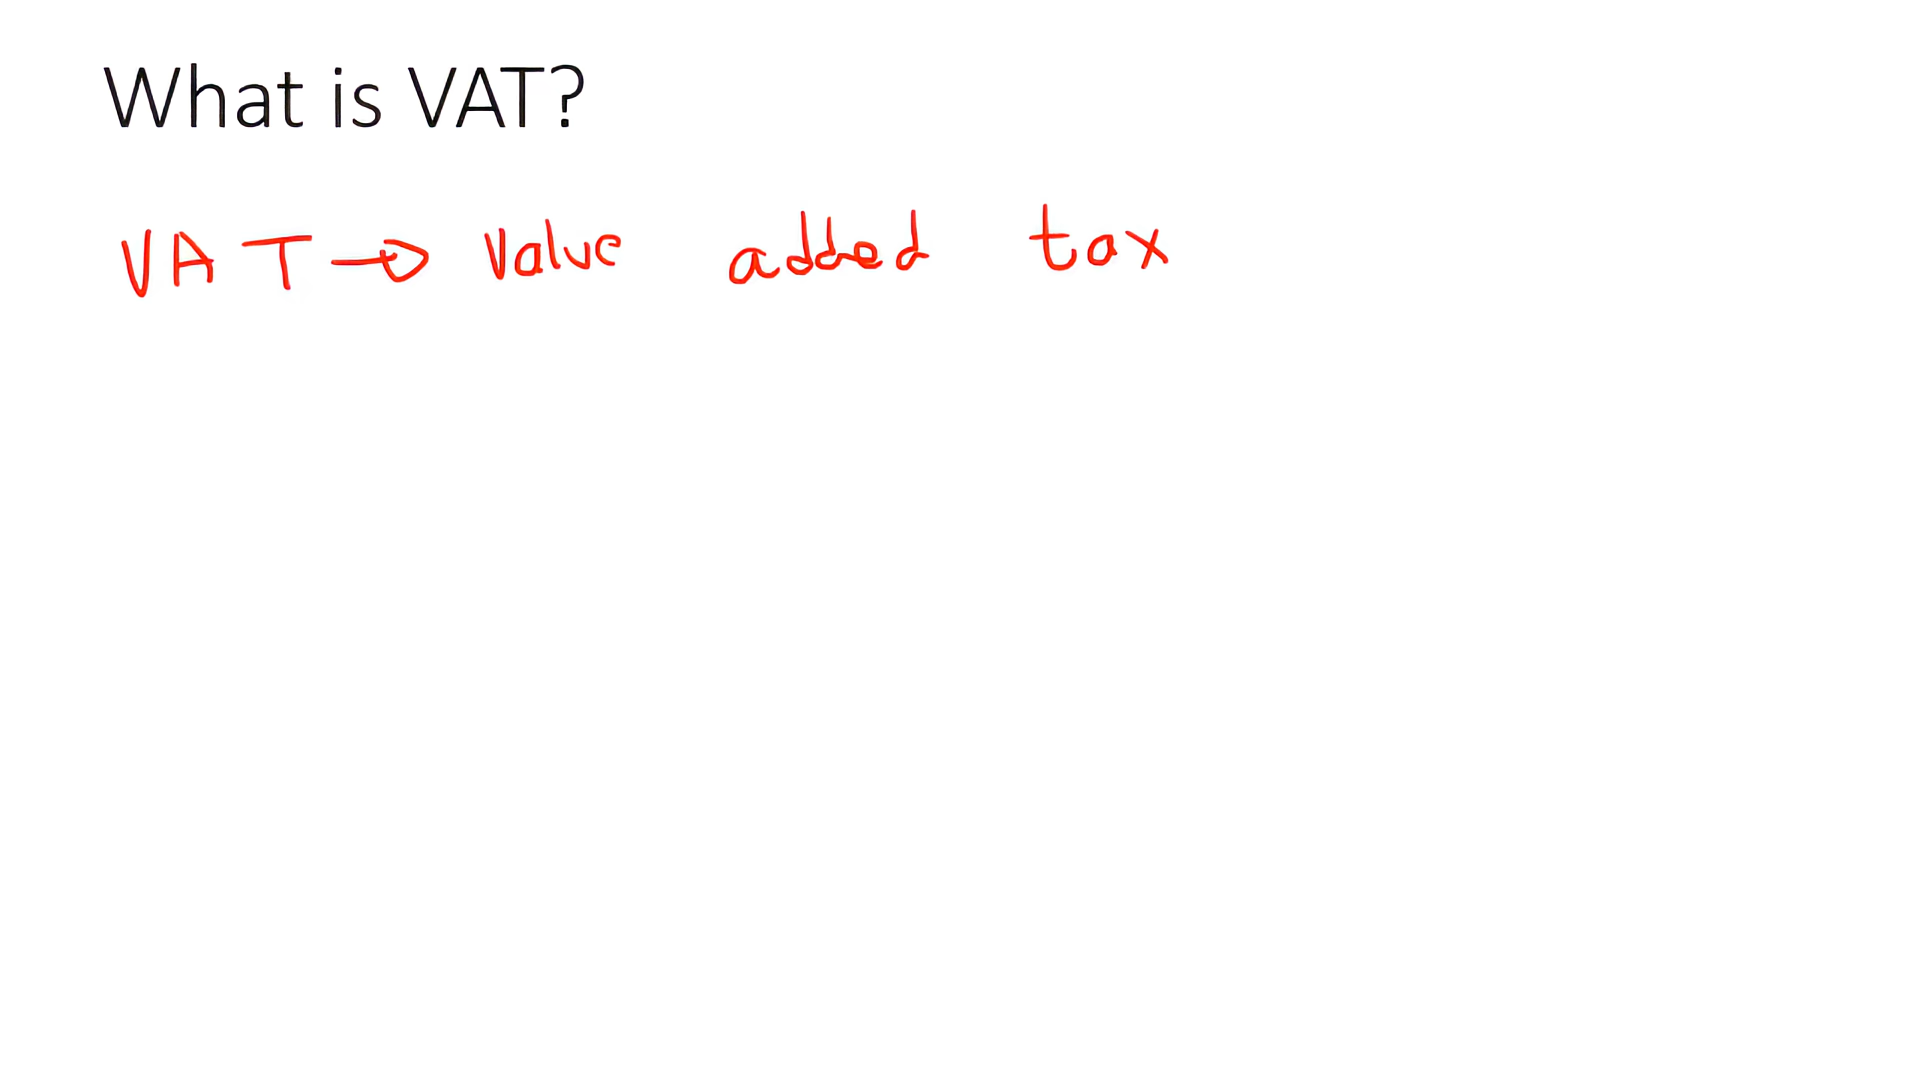 What is VAT?
VAT → value added tax